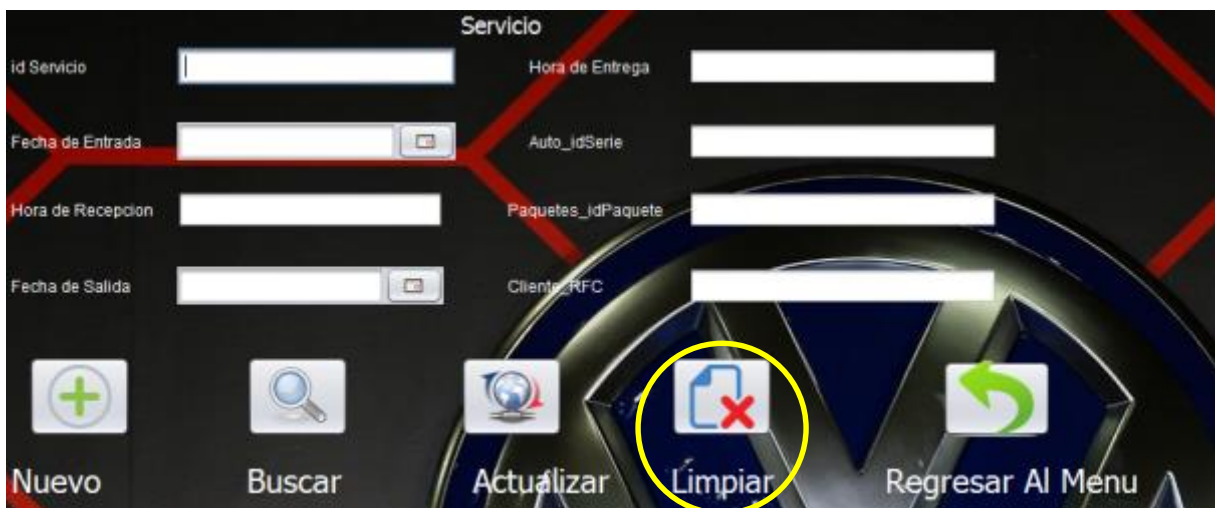 Servicio
id Servicio
Hora de Entrega
Fecha de Entrada
Auto_idSerie
Hora de Recepcion
Paquetes_idPaquete
Fecha de Salida
Cliente_RFC
Nuevo
Buscar
Actualizar
Limpiar
Regresar Al Menu